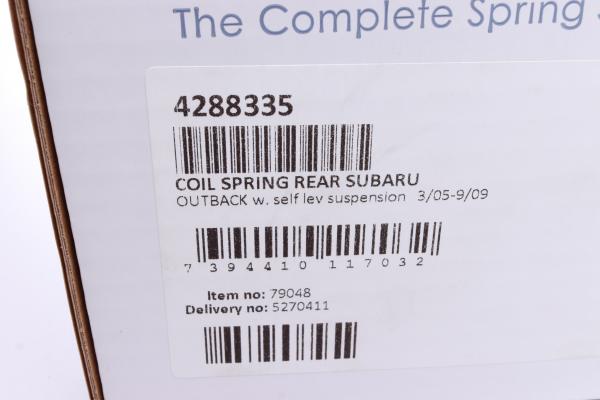 The Complete Spring
4288335
COIL SPRING REAR SUBARU
OUTBACK w. self lev suspension 3/05-9/09
7 394410 117032
Item no: 79048
Delivery no: 5270411